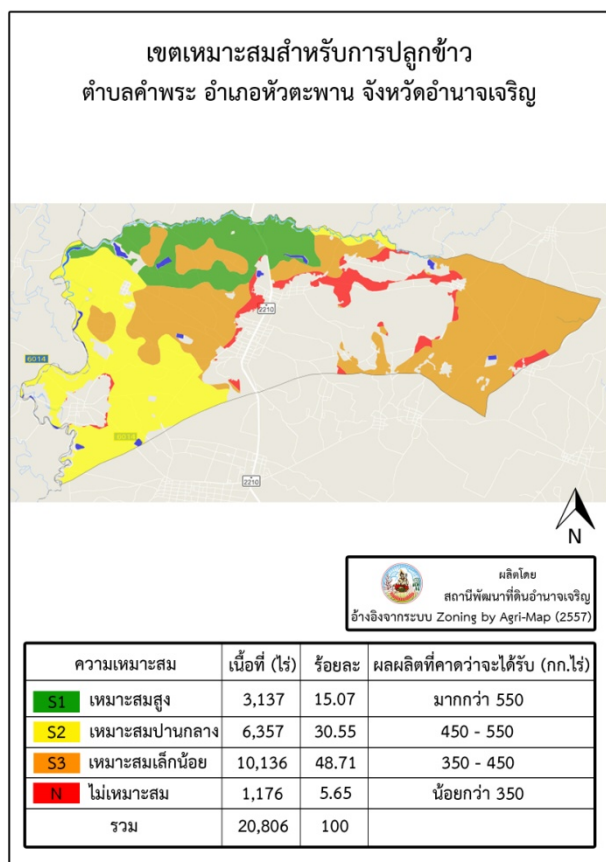 เขตเหมาะสมสำหรับการปลูกข้าว
ตำบลคำพระ อำเภอหัวตะพาน จังหวัดอำนาจเจริญ
2210
6014
0214
2210
N
ผลิตโดย
สถานีพัฒนาที่ดินอำนาจเจริญ
อ้างอิงจากระบบ Zoning by Agri-Map (2557)
ความเหมาะสม เนื้อที่ (ไร่) ร้อยละ ผลผลิตที่คาดว่าจะได้รับ (กก.ไร่)
S1 เหมาะสมสูง 3,137 15.07 มากกว่า 550
S2 เหมาะสมปานกลาง 6,357 30.55 450 - 550
S3 เหมาะสมเล็กน้อย 10,136 48.71 350 - 450
N ไม่เหมาะสม 1,176 5.65 น้อยกว่า 350
รวม 20,806 100